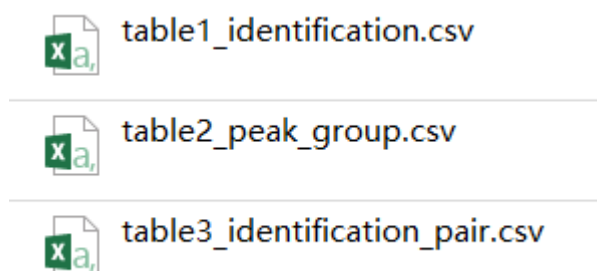 table1_identification.csv
table2_peak_group.csv
table3_identification_pair.csv